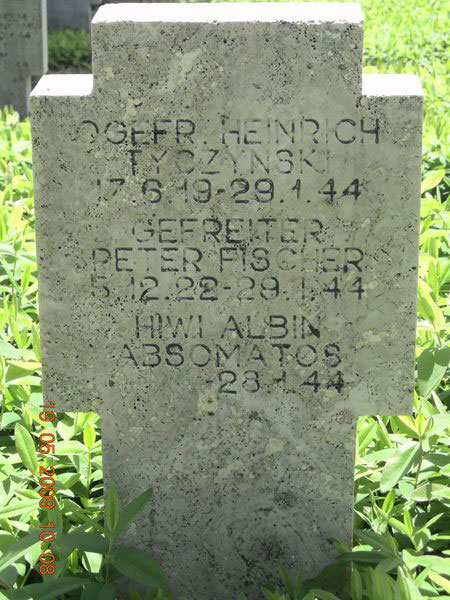 OGEFR. HEINRICH
TYCZYNSKI
17.6.19-29.1.44
GEFREITER
PETER FISCHER
5.12.22-29.1.44
HIWI ALBIN
ABSOMATOS
-28.1.44
19.05.2009 10:08